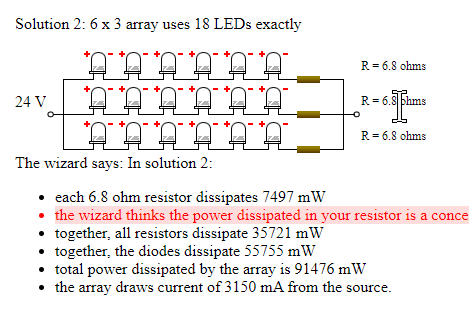 Solution 2: 6 x 3 array uses 18 LEDs exactly
R = 6.8 ohms
24 V
R = 6.8 ohms
R = 6.8 ohms
The wizard says: In solution 2:
each 6.8 ohm resistor dissipates 7497 mW
the wizard thinks the power dissipated in your resistor is a conce
together, all resistors dissipate 35721 mW
together, the diodes dissipate 55755 mW
total power dissipated by the array is 91476 mW
the array draws current of 3150 mA from the source.